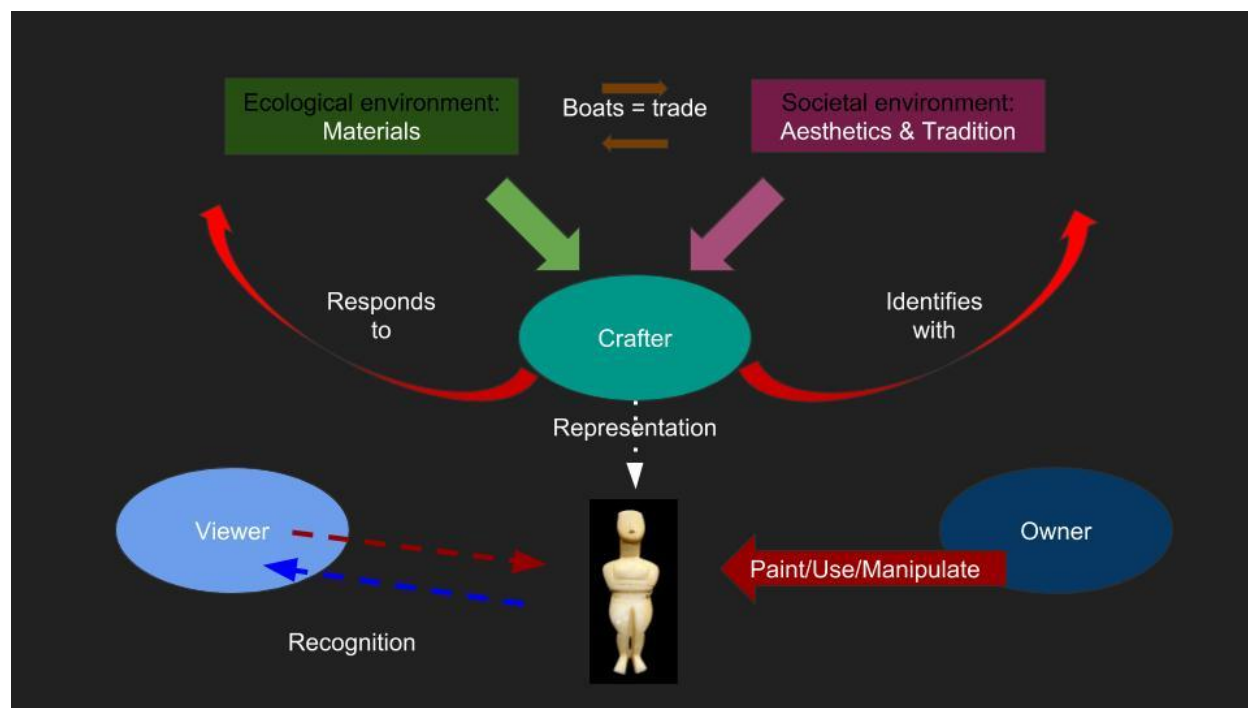 Ecological environment:
Materials
Boats = trade
Societal environment:
Aesthetics & Tradition
Responds
to
Identifies
with
Crafter
Representation
Viewer
Owner
Paint/Use/Manipulate
Recognition